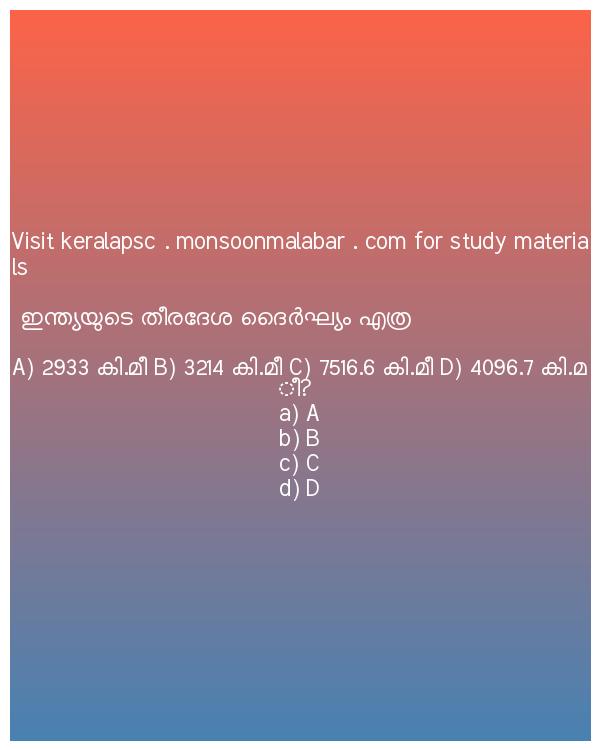 Visit keralapsc . monsoonmalabar . com for study materia
ls
ഇന്ത്യയുടെ തീരദേശ ദൈർഘ്യം എത്ര
A) 2933 കി.മീ B) 3214 കി.മീ C) 7516.6 കി.മീ D) 4096.7 കി.മ
ീ?
a) A
b) B
c) C
d) D